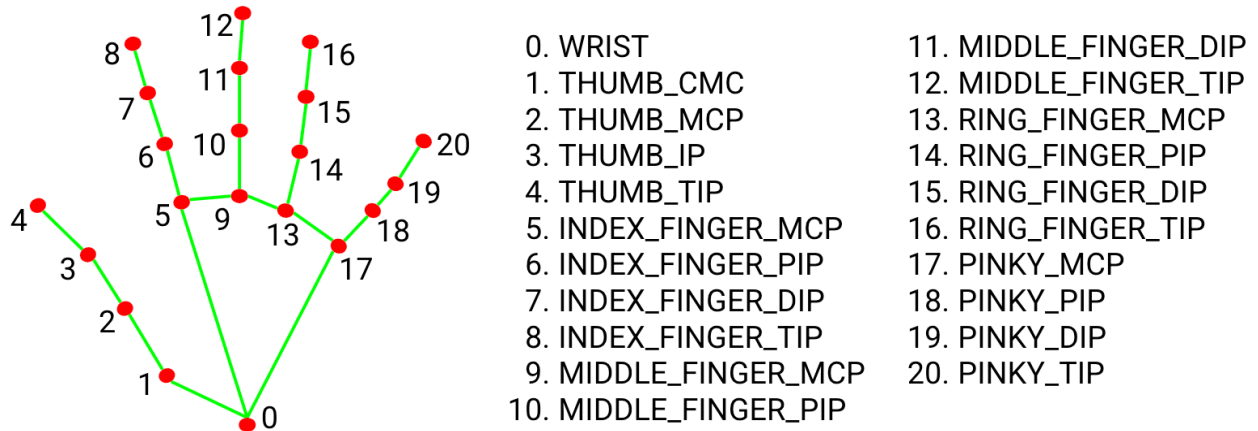 12
8
16
11
7
15
10
6
20
14
19
4
5
9
13
18
3
17
2
1
0
0. WRIST
1. THUMB_CMC
2. THUMB_MCP
3. THUMB_IP
4. THUMB_TIP
5. INDEX_FINGER_MCP
6. INDEX_FINGER_PIP
7. INDEX_FINGER_DIP
8. INDEX_FINGER_TIP
9. MIDDLE_FINGER_MCP
10. MIDDLE_FINGER_PIP
11. MIDDLE_FINGER_DIP
12. MIDDLE_FINGER_TIP
13. RING_FINGER_MCP
14. RING_FINGER_PIP
15. RING_FINGER_DIP
16. RING_FINGER_TIP
17. PINKY_MCP
18. PINKY_PIP
19. PINKY_DIP
20. PINKY_TIP